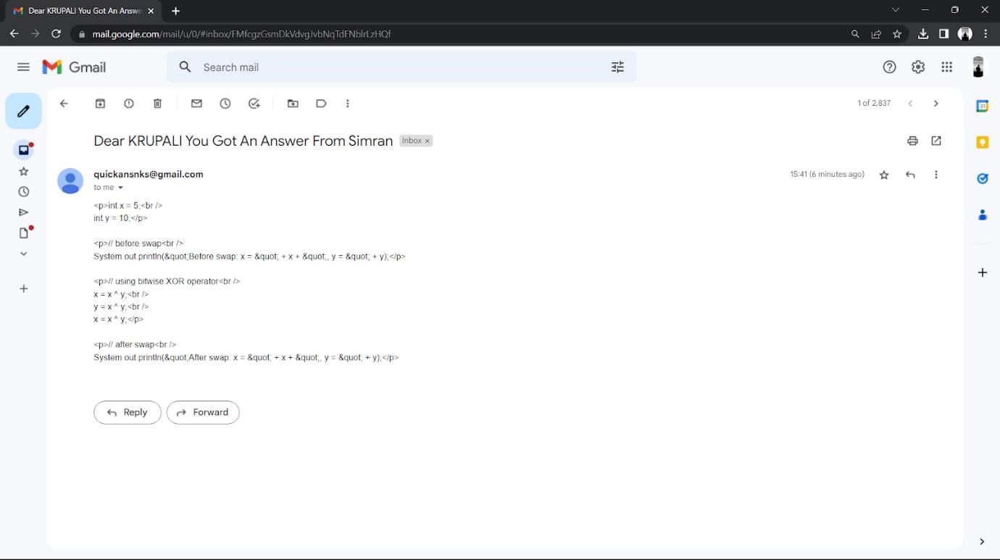 Dear KRUPALI You Got An Answe
mail.google.com/mail/u/0/#inbox/FMfcgzGsmDkVdvgJvbNqTdFNblrLzHQf
Gmail
Search mail
1 of 2,837
Dear KRUPALI You Got An Answer From Simran
Inbox x
quickansnks@gmail.com
15:41 (6 minutes ago)
to me
<p>int x = 5;<br />
int y = 10;</p>
<p>// before swap<br />
System.out.println(&quot;Before swap: x = &quot; + x + &quot;, y = &quot; + y);</p>
<p>// using bitwise XOR operator<br />
x = x ^ y;<br />
y = x ^ y;<br />
x = x ^ y;</p>
<p>// after swap<br />
System.out.println(&quot;After swap: x = &quot; + x + &quot;, y = &quot; + y);</p>
Reply
Forward
31